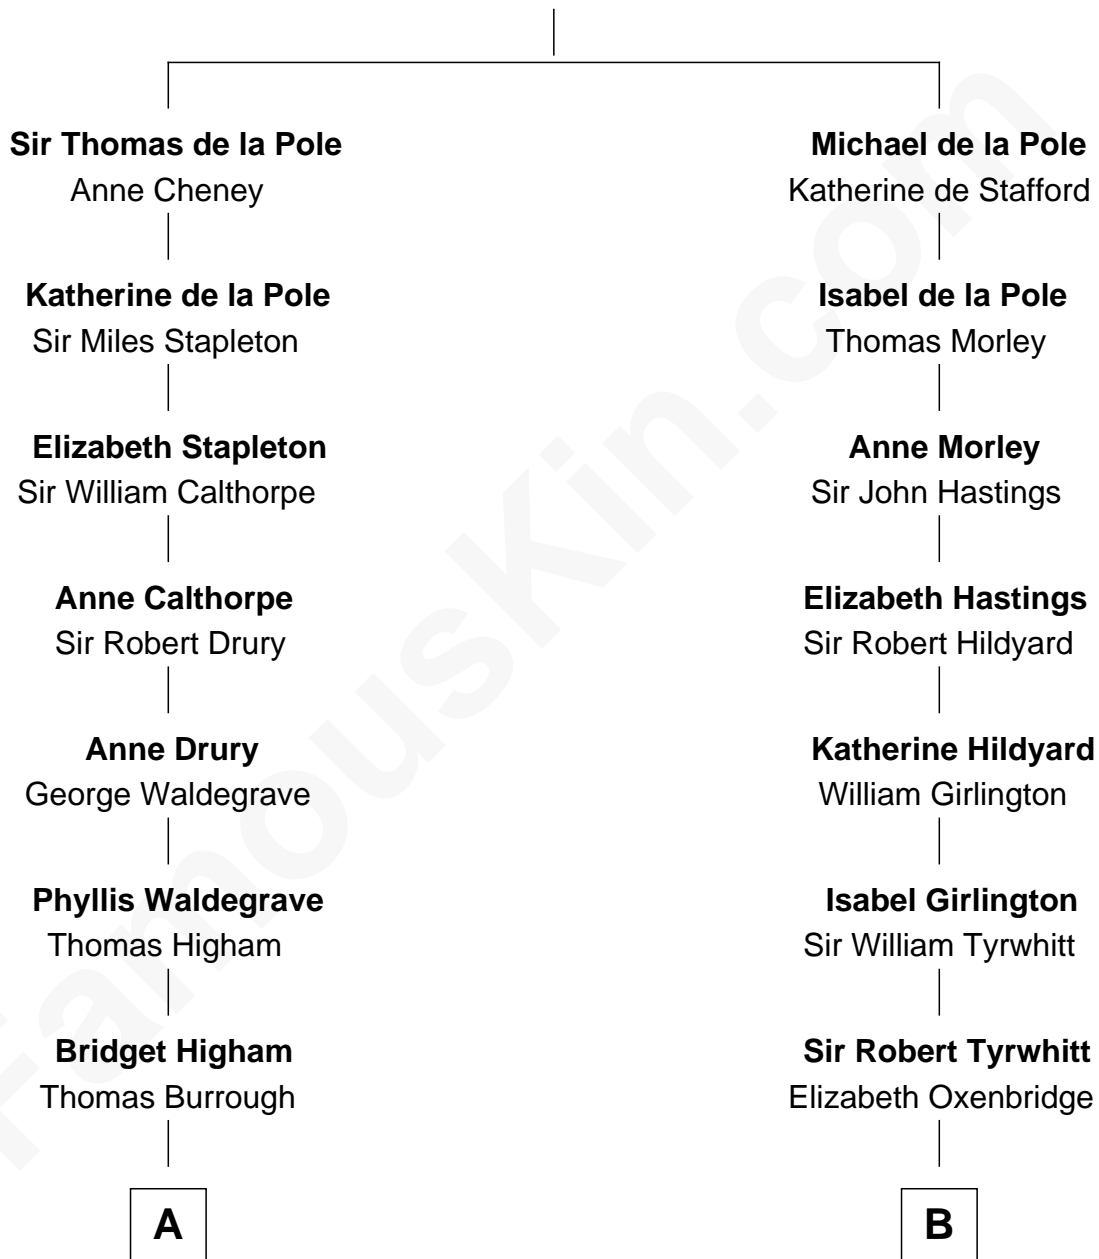 Sir Thomas de la Pole
Anne Cheney
Katherine de la Pole
Sir Miles Stapleton
Elizabeth Stapleton
Sir William Calthorpe
Anne Calthorpe
Sir Robert Drury
Anne Drury
George Waldegrave
Phyllis Waldegrave
Thomas Higham
Bridget Higham
Thomas Burrough
A
Michael de la Pole
Katherine de Stafford
Isabel de la Pole
Thomas Morley
Anne Morley
Sir John Hastings
Elizabeth Hastings
Sir Robert Hildyard
Katherine Hildyard
William Girlington
Isabel Girlington
Sir William Tyrwhitt
Sir Robert Tyrwhitt
Elizabeth Oxenbridge
B
FamousKin.com